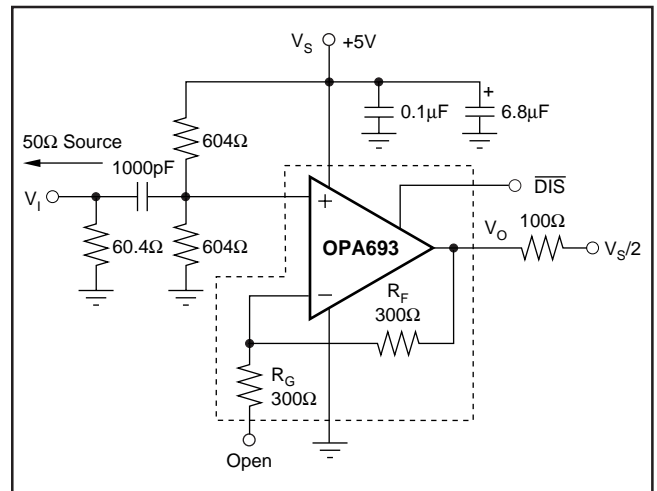 V_S +5V
50Ω Source
604Ω
0.1µF
+
6.8µF
1000pF
V_I
60.4Ω
604Ω
+
OPA693
−
D̅I̅S̅
V_O
100Ω
V_S/2
R_F
300Ω
R_G
300Ω
Open